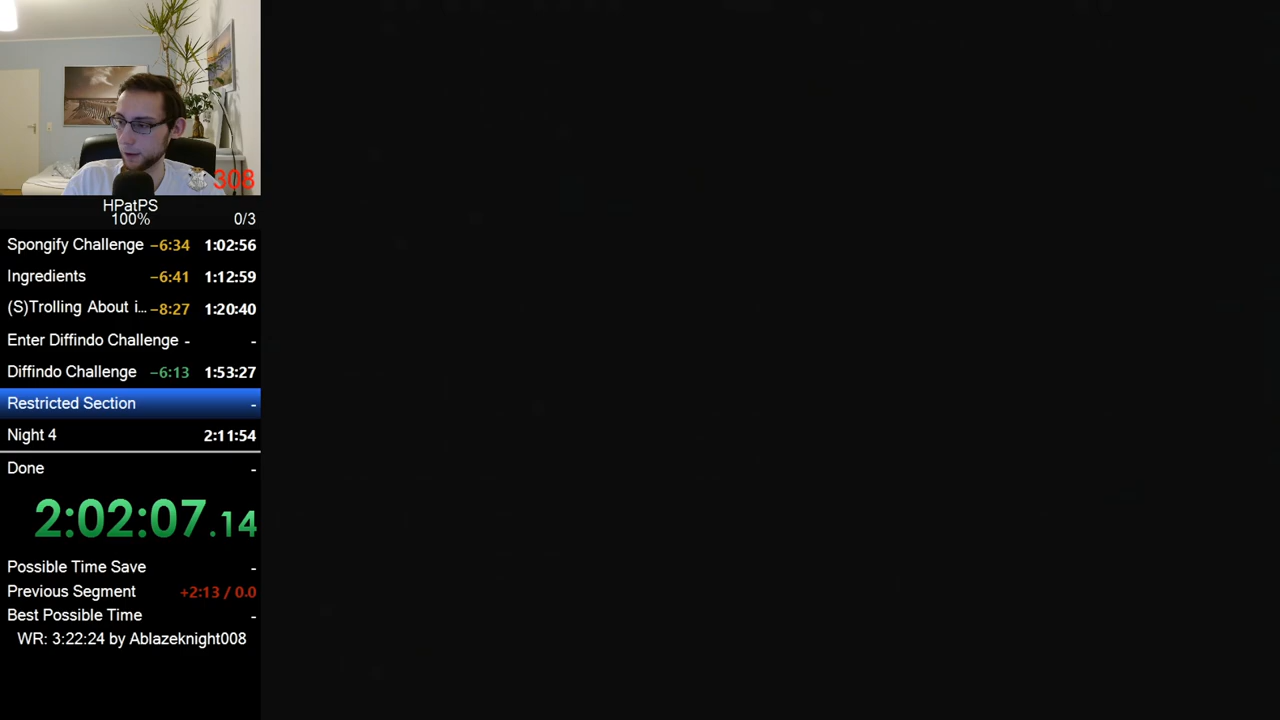 308
HPatPS
100% 0/3
Spongify Challenge -6:34 1:02:56
Ingredients -6:41 1:12:59
(S)Trolling About i... -8:27 1:20:40
Enter Diffindo Challenge - -
Diffindo Challenge -6:13 1:53:27
Restricted Section -
Night 4 2:11:54
Done -
2:02:07.14
Possible Time Save -
Previous Segment +2:13 / 0.0
Best Possible Time -
WR: 3:22:24 by Ablazeknight008